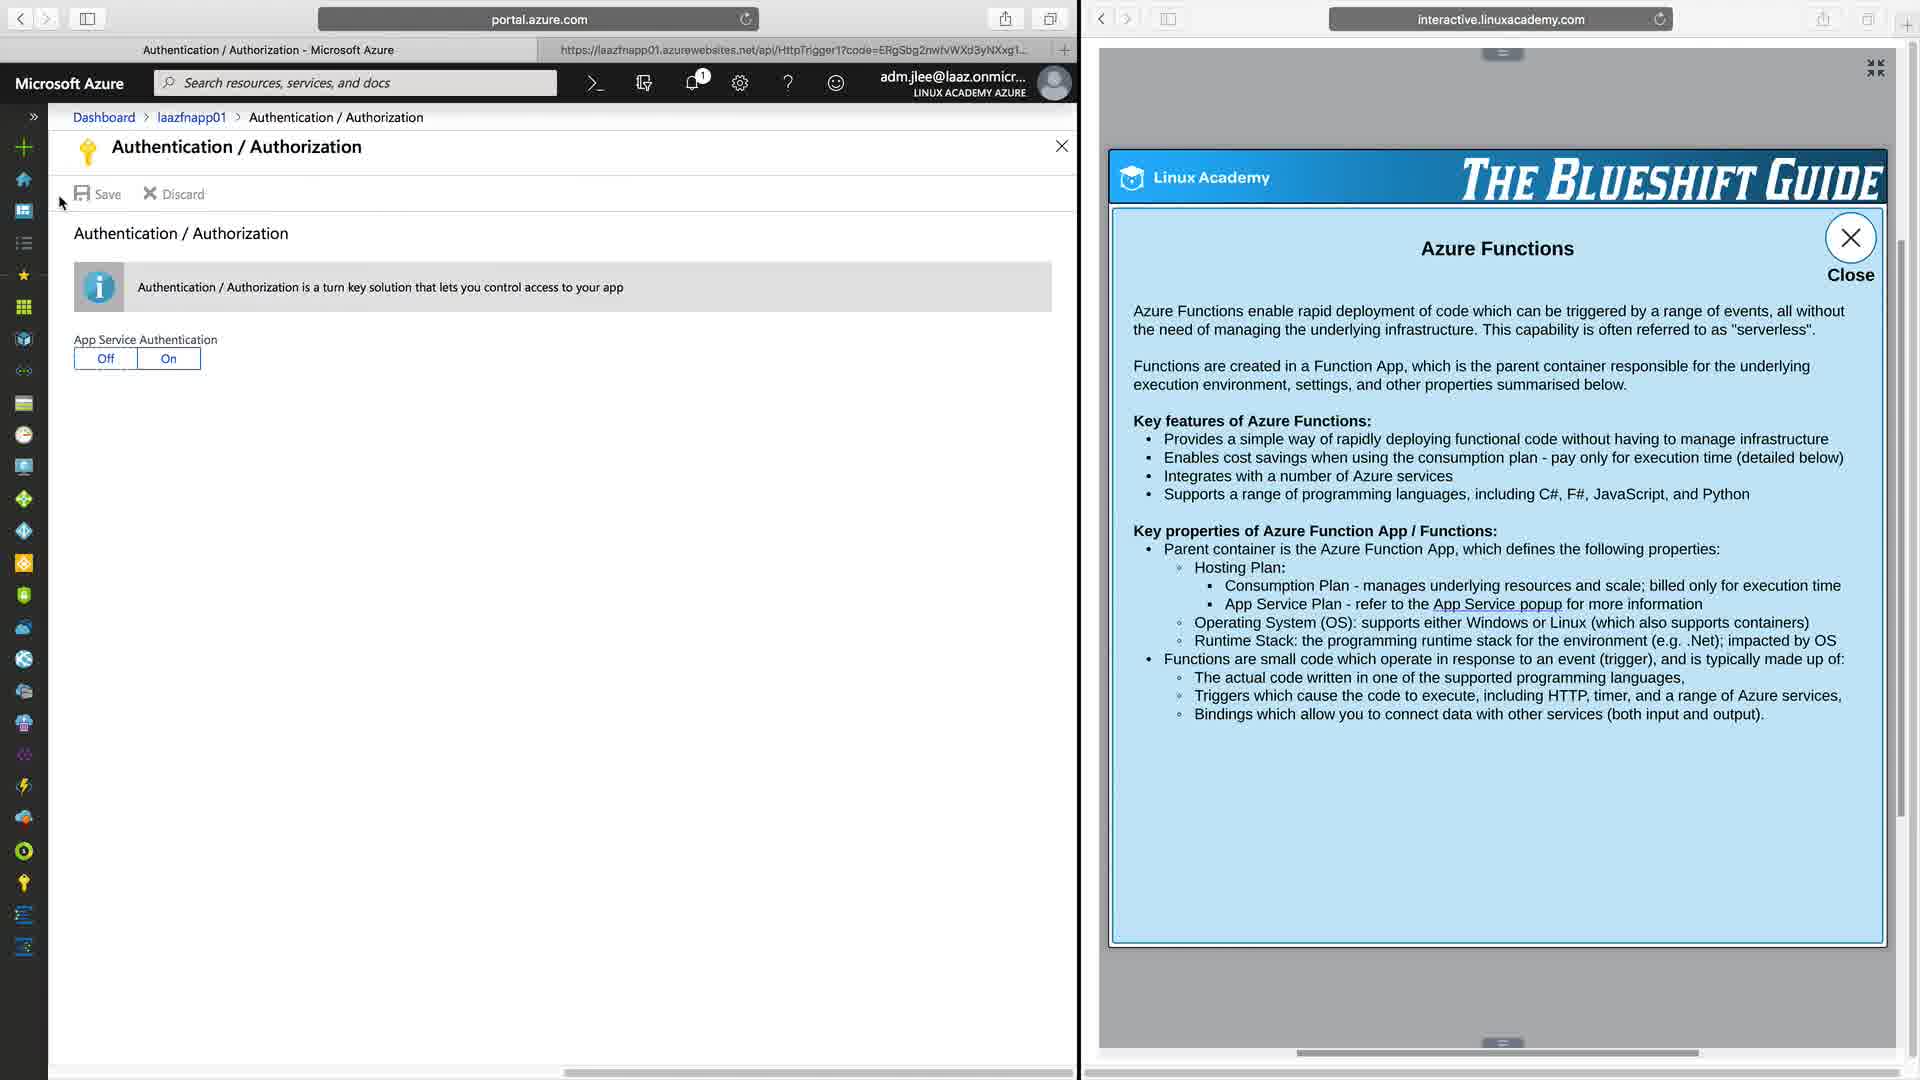 portal.azure.com
Authentication / Authorization - Microsoft Azure
https://laazfnapp01.azurewebsites.net/api/HttpTrigger1?code=ERgSbg2nwfvWXd3yNXxg1...
Microsoft Azure
Search resources, services, and docs
1
adm.jlee@laaz.onmicr...
LINUX ACADEMY AZURE
Dashboard > laazfnapp01 > Authentication / Authorization
Authentication / Authorization
Save
Discard
Authentication / Authorization
Authentication / Authorization is a turn key solution that lets you control access to your app
App Service Authentication
Off
On
interactive.linuxacademy.com
Linux Academy
THE BLUESHIFT GUIDE
Azure Functions
Close
Azure Functions enable rapid deployment of code which can be triggered by a range of events, all without
the need of managing the underlying infrastructure. This capability is often referred to as "serverless".
Functions are created in a Function App, which is the parent container responsible for the underlying
execution environment, settings, and other properties summarised below.
Key features of Azure Functions:
• Provides a simple way of rapidly deploying functional code without having to manage infrastructure
• Enables cost savings when using the consumption plan - pay only for execution time (detailed below)
• Integrates with a number of Azure services
• Supports a range of programming languages, including C#, F#, JavaScript, and Python
Key properties of Azure Function App / Functions:
• Parent container is the Azure Function App, which defines the following properties:
◦ Hosting Plan:
▪ Consumption Plan - manages underlying resources and scale; billed only for execution time
▪ App Service Plan - refer to the App Service popup for more information
◦ Operating System (OS): supports either Windows or Linux (which also supports containers)
◦ Runtime Stack: the programming runtime stack for the environment (e.g. .Net); impacted by OS
• Functions are small code which operate in response to an event (trigger), and is typically made up of:
◦ The actual code written in one of the supported programming languages,
◦ Triggers which cause the code to execute, including HTTP, timer, and a range of Azure services,
◦ Bindings which allow you to connect data with other services (both input and output).